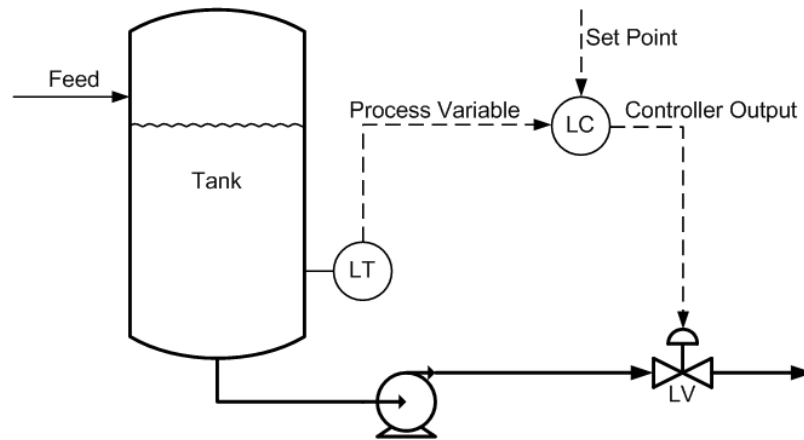 Set Point
Feed
Process Variable
Controller Output
LC
Tank
LT
LV